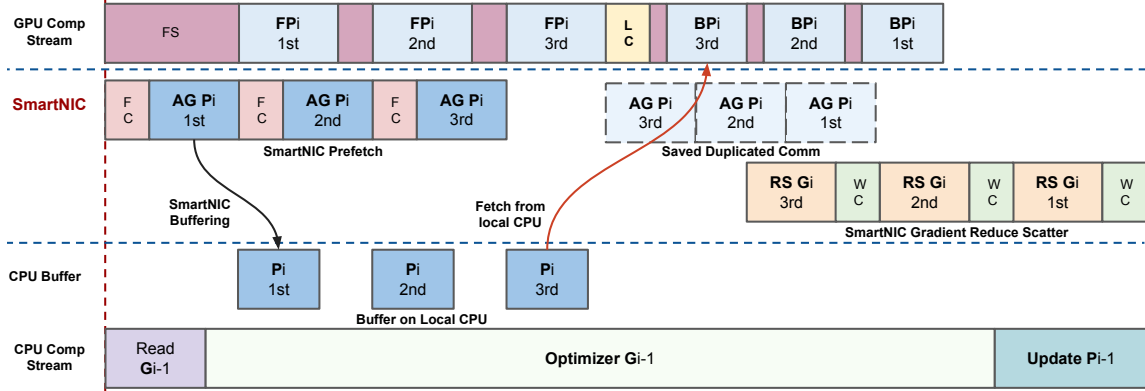 GPU Comp
Stream
FS
FPi
1st
FPi
2nd
FPi
3rd
L
C
BPi
3rd
BPi
2nd
BPi
1st
SmartNIC
F
C
AG Pi
1st
F
C
AG Pi
2nd
F
C
AG Pi
3rd
SmartNIC Prefetch
AG Pi
3rd
AG Pi
2nd
AG Pi
1st
Saved Duplicated Comm
SmartNIC
Buffering
Fetch from
local CPU
RS Gi
3rd
W
C
RS Gi
2nd
W
C
RS Gi
1st
W
C
SmartNIC Gradient Reduce Scatter
CPU Buffer
Pi
1st
Pi
2nd
Pi
3rd
Buffer on Local CPU
CPU Comp
Stream
Read
Gi-1
Optimizer Gi-1
Update Pi-1